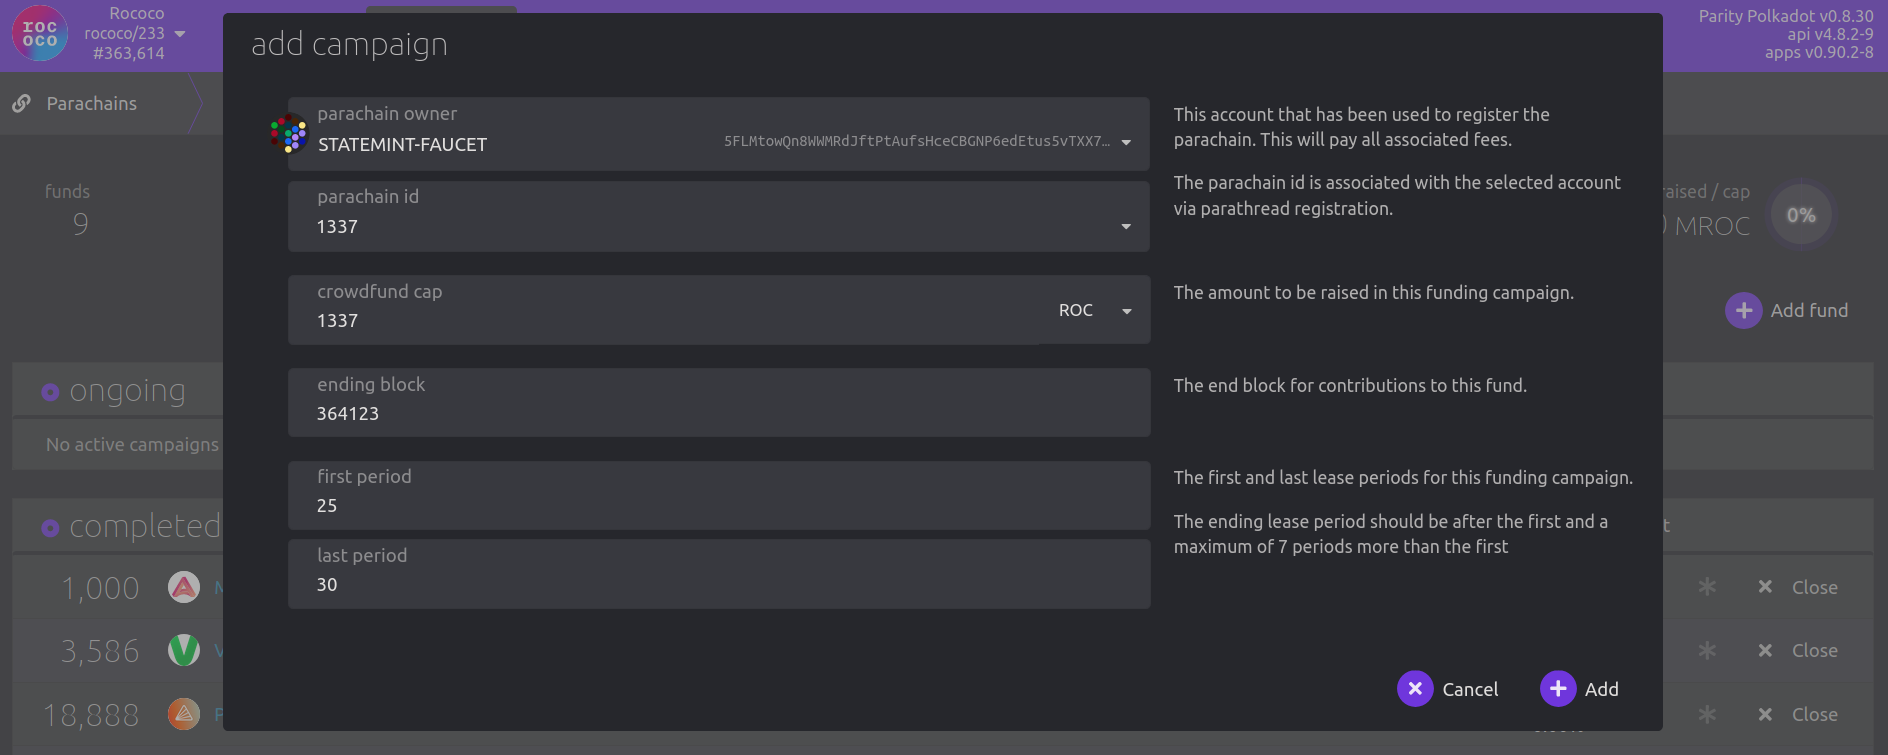 roc
oco
Rococo
rococo/233
#363,614
Parity Polkadot v0.8.30
api v4.8.2-9
apps v0.90.2-8
Parachains
add campaign
parachain owner
STATEMINT-FAUCET
5FLMtowQn8WWMRdJftPtAufsHceCBGNP6edEtus5vTXX7…
This account that has been used to register the
parachain. This will pay all associated fees.
parachain id
1337
The parachain id is associated with the selected account
via parathread registration.
funds
9
raised / cap
MROC
0%
crowdfund cap
1337
ROC
The amount to be raised in this funding campaign.
Add fund
ending block
364123
The end block for contributions to this fund.
ongoing
No active campaigns
first period
25
The first and last lease periods for this funding campaign.
last period
30
The ending lease period should be after the first and a
maximum of 7 periods more than the first
completed
1,000
Close
3,586
Close
18,888
Close
Cancel
Add